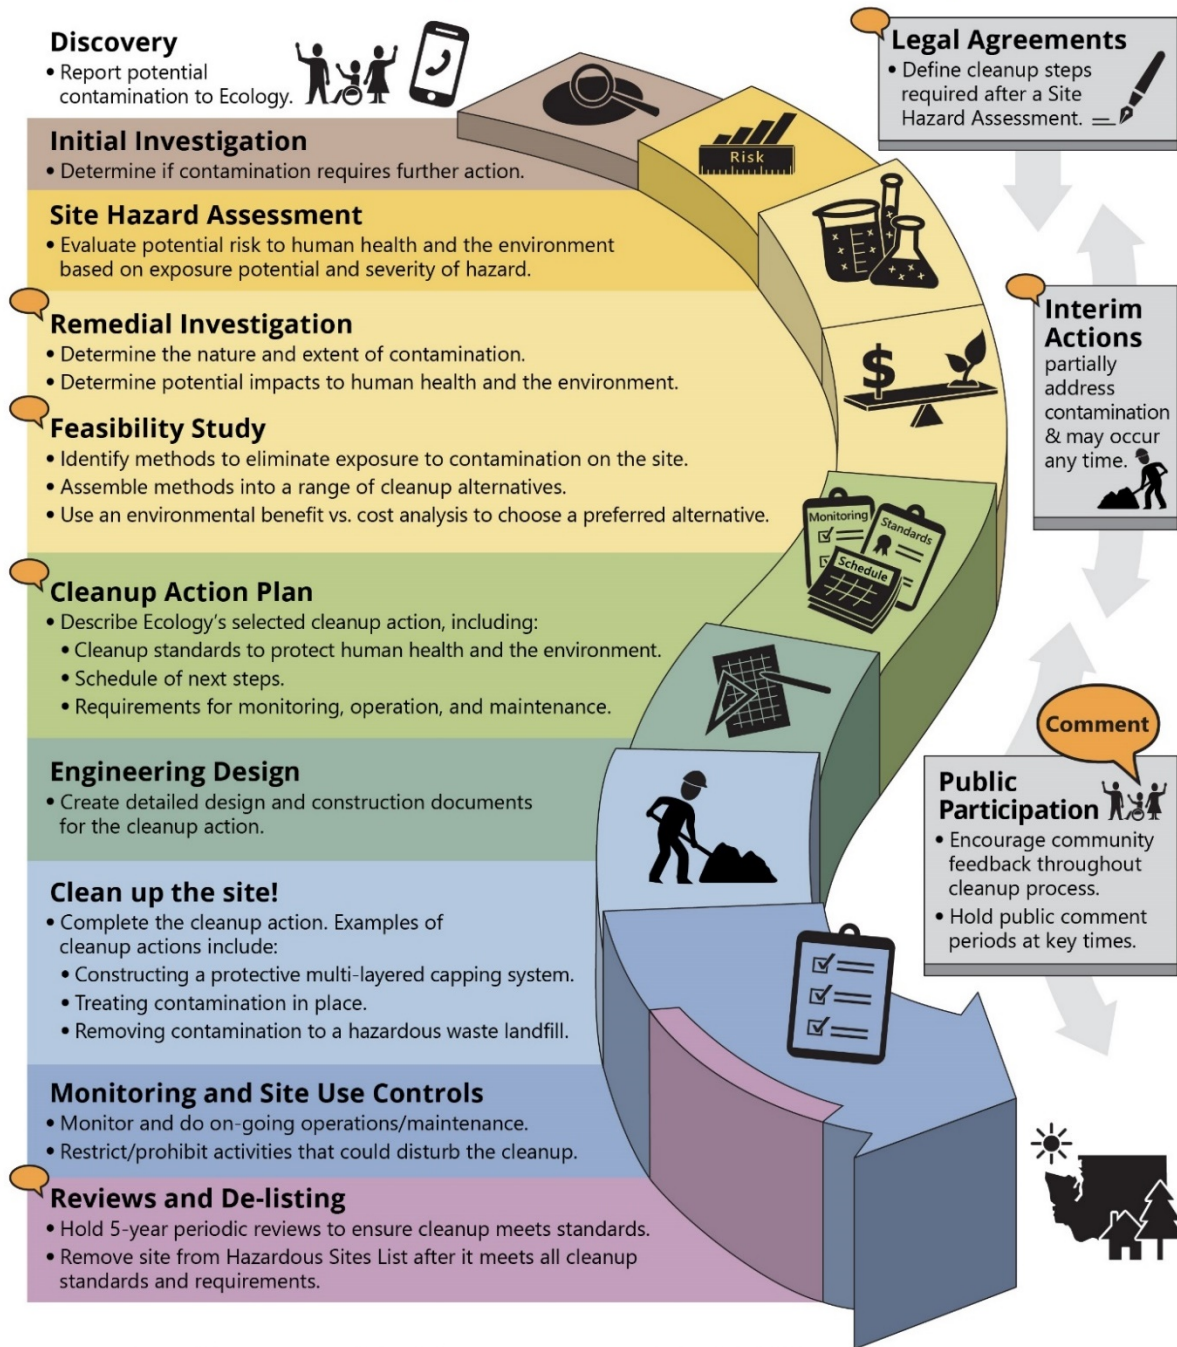 Discovery
• Report potential
contamination to Ecology.
Initial Investigation
• Determine if contamination requires further action.
Site Hazard Assessment
• Evaluate potential risk to human health and the environment
based on exposure potential and severity of hazard.
Remedial Investigation
• Determine the nature and extent of contamination.
• Determine potential impacts to human health and the environment.
Feasibility Study
• Identify methods to eliminate exposure to contamination on the site.
• Assemble methods into a range of cleanup alternatives.
• Use an environmental benefit vs. cost analysis to choose a preferred alternative.
Cleanup Action Plan
• Describe Ecology's selected cleanup action, including:
• Cleanup standards to protect human health and the environment.
• Schedule of next steps.
• Requirements for monitoring, operation, and maintenance.
Engineering Design
• Create detailed design and construction documents
for the cleanup action.
Clean up the site!
• Complete the cleanup action. Examples of
cleanup actions include:
• Constructing a protective multi-layered capping system.
• Treating contamination in place.
• Removing contamination to a hazardous waste landfill.
Monitoring and Site Use Controls
• Monitor and do on-going operations/maintenance.
• Restrict/prohibit activities that could disturb the cleanup.
Reviews and De-listing
• Hold 5-year periodic reviews to ensure cleanup meets standards.
• Remove site from Hazardous Sites List after it meets all cleanup
standards and requirements.
Risk
$
Monitoring
Standards
Schedule
Legal Agreements
• Define cleanup steps
required after a Site
Hazard Assessment.
Interim
Actions
partially
address
contamination
& may occur
any time.
Comment
Public
Participation
• Encourage community
feedback throughout
cleanup process.
• Hold public comment
periods at key times.